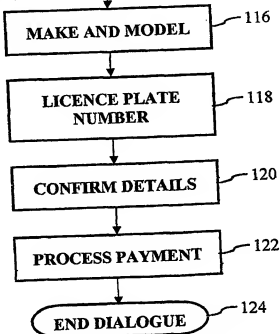 MAKE AND MODEL 116
LICENCE PLATE 118
NUMBER
CONFIRM DETAILS 120
PROCESS PAYMENT 122
END DIALOGUE 124